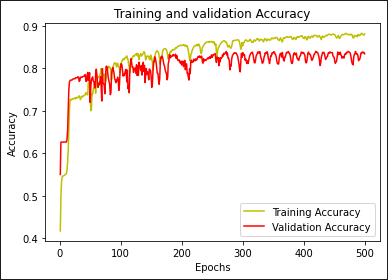 Training and validation Accuracy
0.9
0.8
0.7
0.6
0.5
0.4
Accuracy
0 100 200 300 400 500
Epochs
Training Accuracy
Validation Accuracy